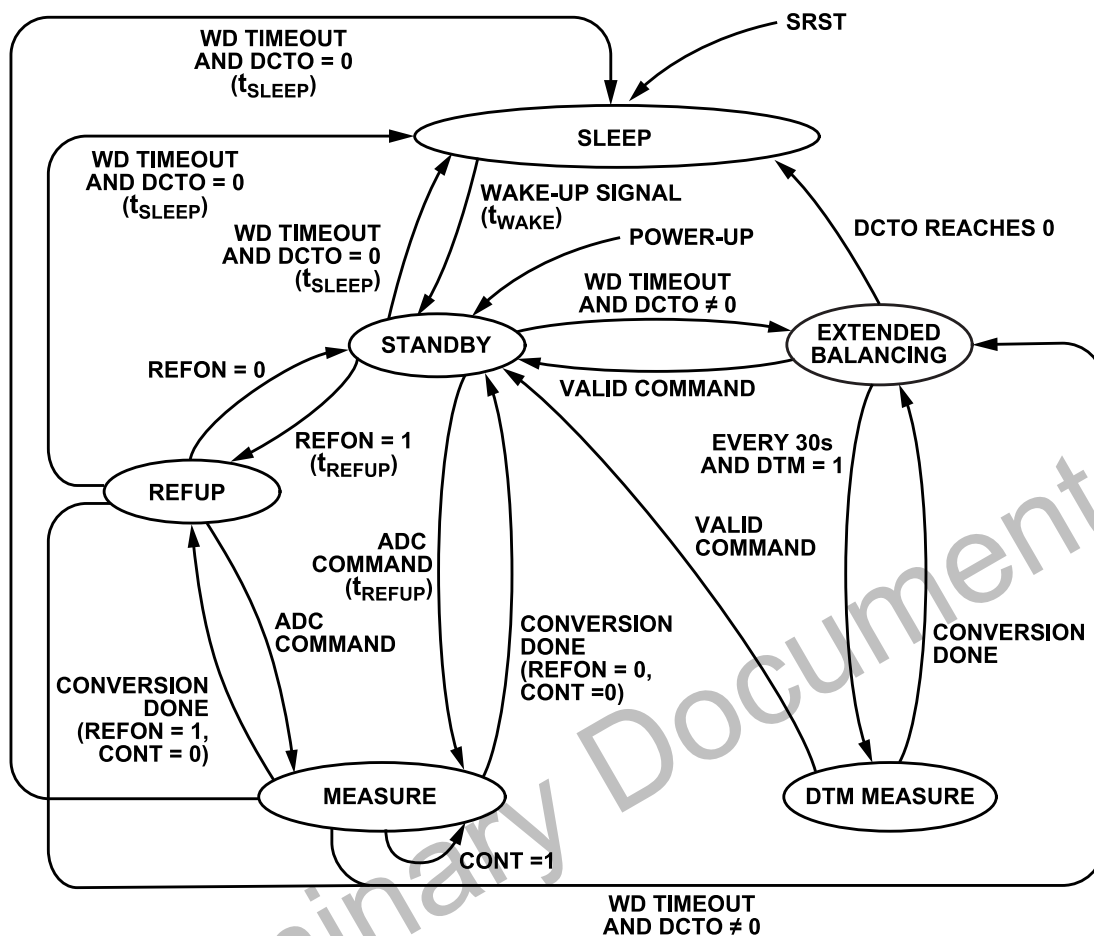 WD TIMEOUT
AND DCTO = 0
(tSLEEP)
SRST
SLEEP
WD TIMEOUT
AND DCTO = 0
(tSLEEP)
WAKE-UP SIGNAL
(tWAKE)
WD TIMEOUT
AND DCTO = 0
(tSLEEP)
POWER-UP
DCTO REACHES 0
WD TIMEOUT
AND DCTO ≠ 0
STANDBY
EXTENDED
BALANCING
REFON = 0
VALID COMMAND
REFON = 1
(tREFUP)
EVERY 30s
AND DTM = 1
REFUP
VALID
COMMAND
ADC
COMMAND
(tREFUP)
ADC
COMMAND
CONVERSION
DONE
(REFON = 0,
CONT =0)
CONVERSION
DONE
CONVERSION
DONE
(REFON = 1,
CONT = 0)
MEASURE
DTM MEASURE
CONT =1
WD TIMEOUT
AND DCTO ≠ 0
Document